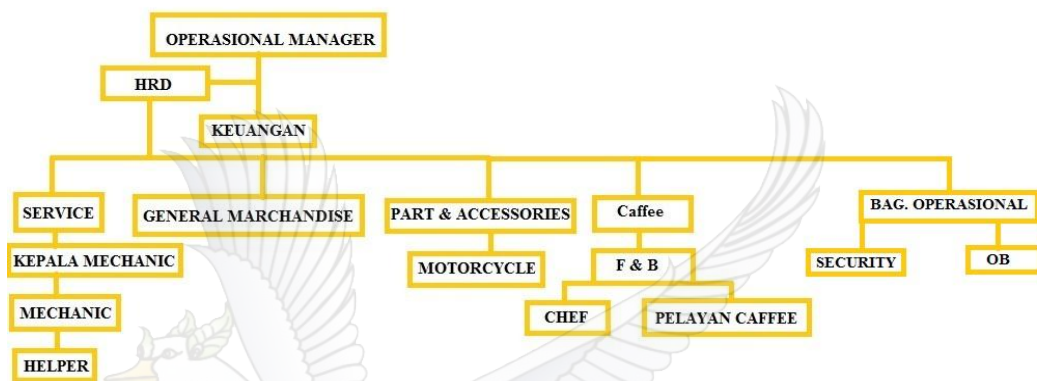 OPERASIONAL MANAGER
HRD
KEUANGAN
SERVICE
GENERAL MARCHANDISE
PART & ACCESSORIES
Caffee
BAG. OPERASIONAL
KEPALA MECHANIC
MOTORCYCLE
F & B
SECURITY
OB
MECHANIC
CHEF
PELAYAN CAFFEE
HELPER